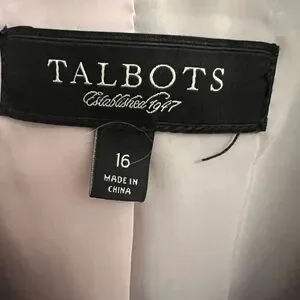 TALBOTS
Established 1947
16
MADE IN
CHINA